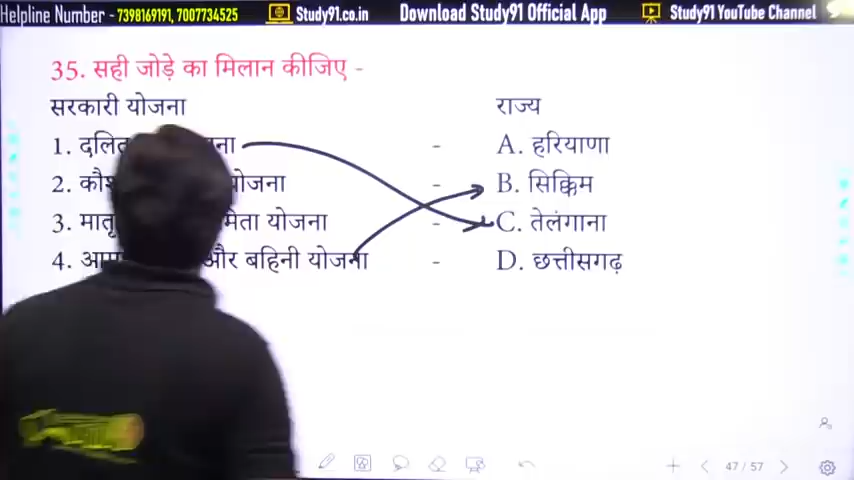 Helpline Number - 7398169191, 7007734525 Study91.co.in Download Study91 Official App Study91 YouTube Channel
35. सही जोड़े का मिलान कीजिए -
सरकारी योजना राज्य
1. - A. हरियाणा
2. योजना - B. सिक्किम
3. योजना - C. तेलंगाना
4. और बहिनी योजना - D. छत्तीसगढ़
47 / 57